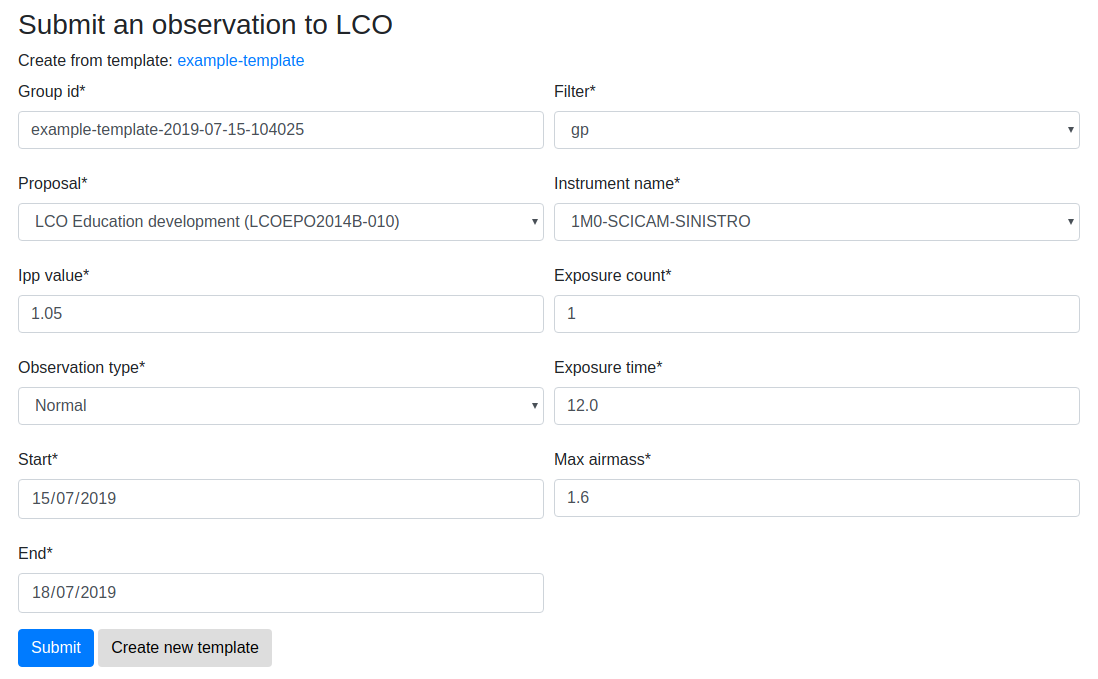 Submit an observation to LCO
Create from template: example-template
Group id*
example-template-2019-07-15-104025
Filter*
gp
Proposal*
LCO Education development (LCOEPO2014B-010)
Instrument name*
1M0-SCICAM-SINISTRO
Ipp value*
1.05
Exposure count*
1
Observation type*
Normal
Exposure time*
12.0
Start*
15/07/2019
Max airmass*
1.6
End*
18/07/2019
Submit
Create new template